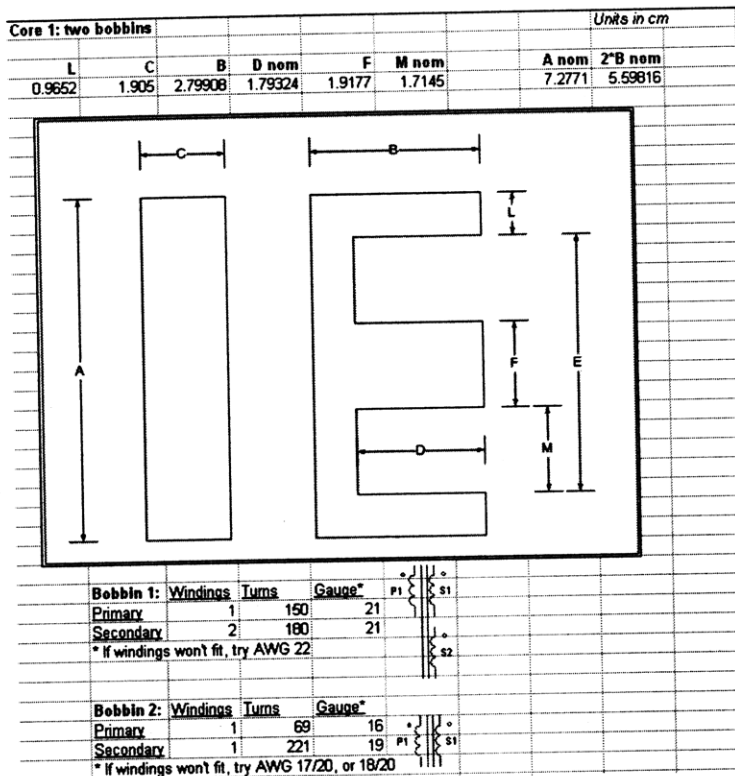 Units in cm
Core 1: two bobbins
L C B D nom F M nom A nom 2*B nom
0.9652 1.905 2.79908 1.79324 1.9177 1.7145 7.2771 5.59816
C B
L
A F E
D M
Bobbin 1: Windings Turns Gauge* P1 S1
Primary 1 150 21
Secondary 2 180 21 S2
* If windings won't fit, try AWG 22
Bobbin 2: Windings Turns Gauge*
Primary 1 69 16 P1 S1
Secondary 1 221 19
* If windings won't fit, try AWG 17/20, or 18/20